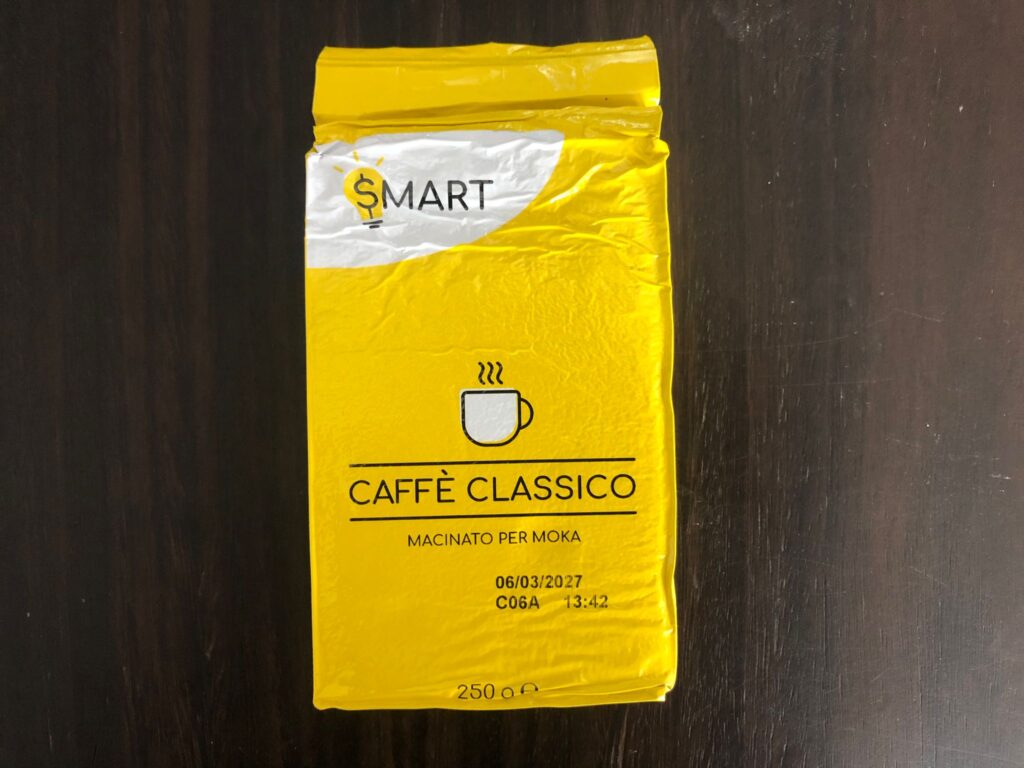 $MART
CAFFÈ CLASSICO
MACINATO PER MOKA
06/03/2027
C06A 13:42
250 g ℮